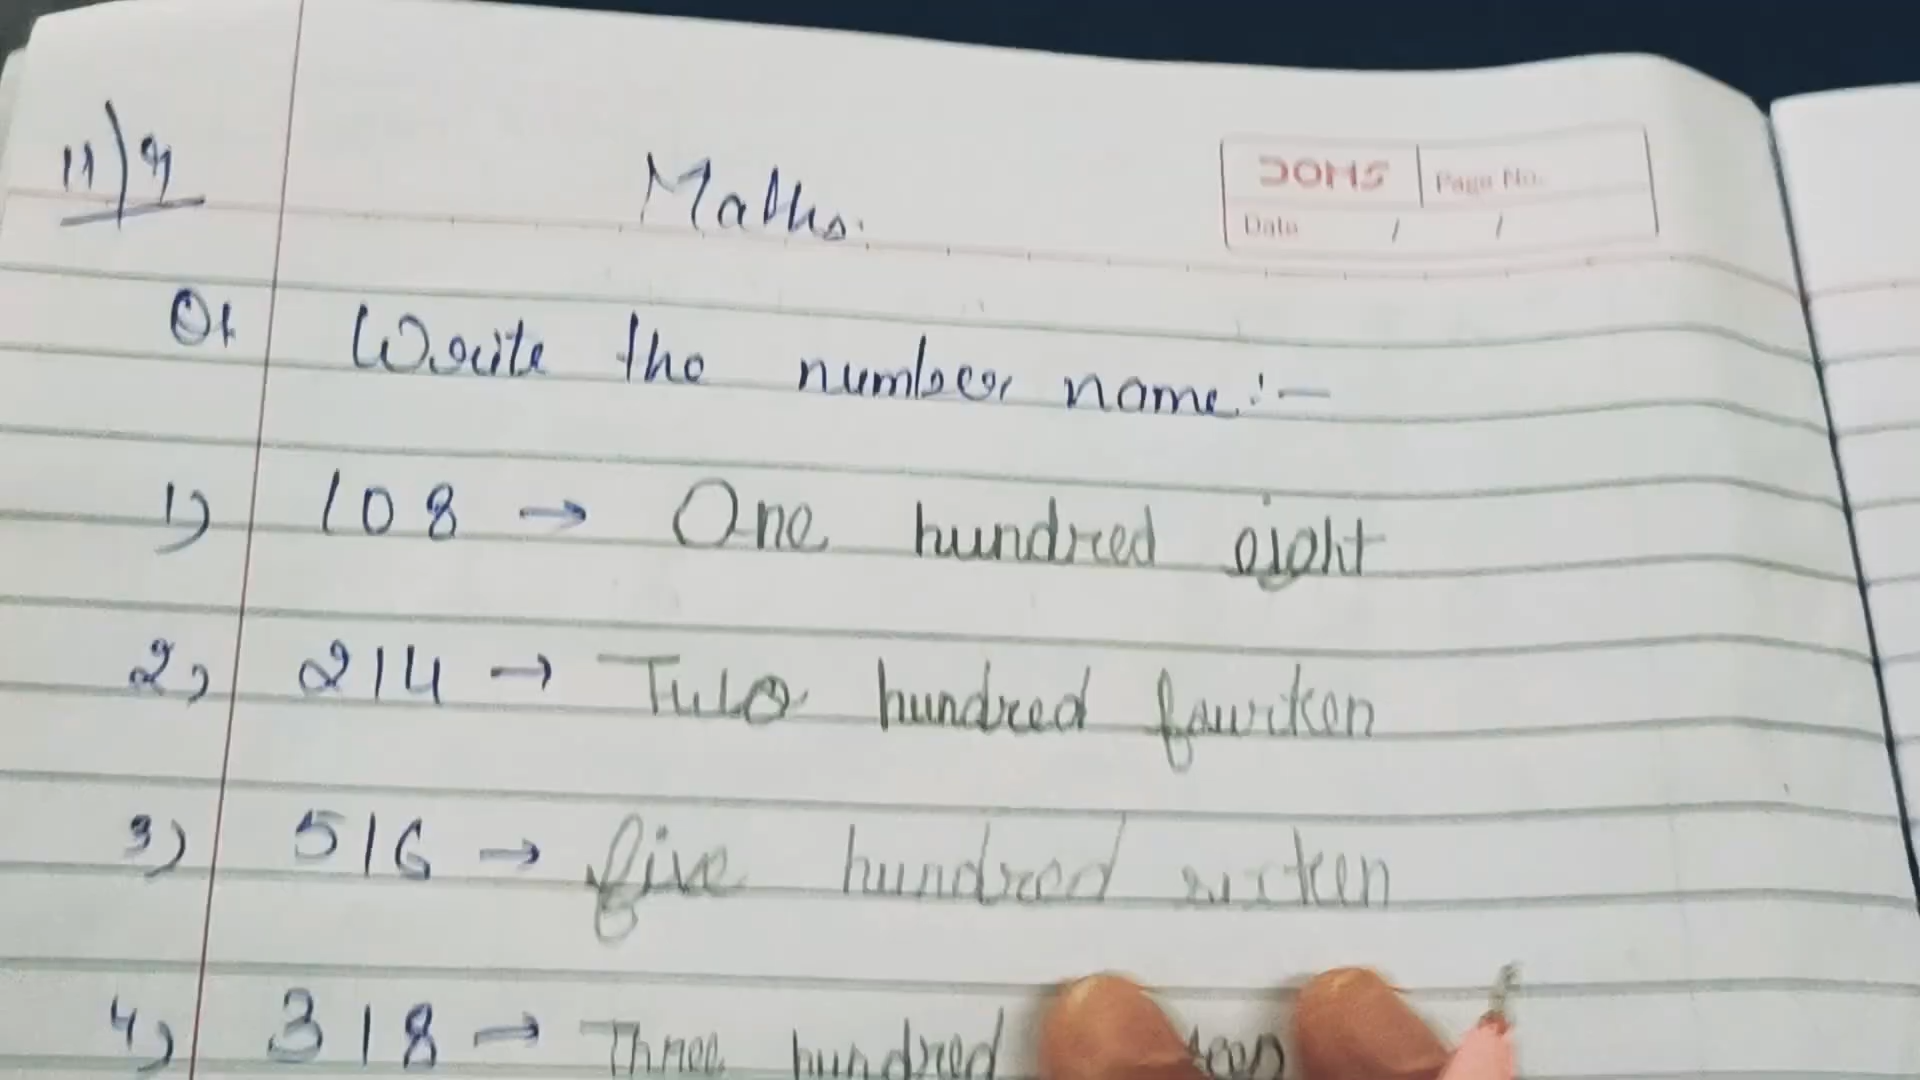 11/9
Maths.
DOMS Page No.
Date / /
Q1 Write the number name:-
1) 108 → One hundred eight
2) 214 → Two hundred fourteen
3) 516 → five hundred sixteen
4) 318 → Three hundred